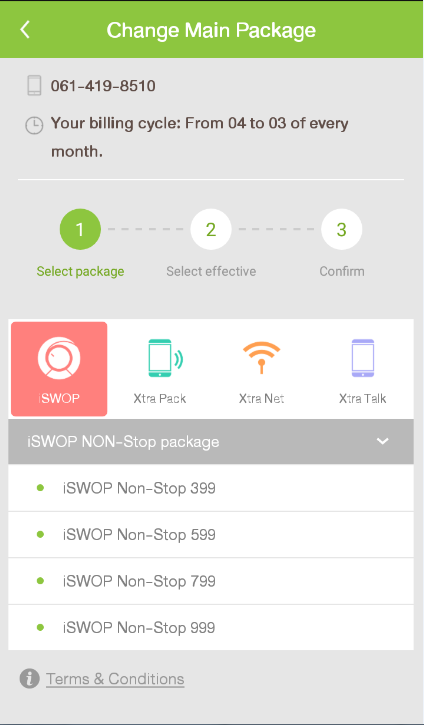 Change Main Package
061-419-8510
Your billing cycle: From 04 to 03 of every
month.
1 2 3
Select package Select effective Confirm
iSWOP Xtra Pack Xtra Net Xtra Talk
iSWOP NON-Stop package
iSWOP Non-Stop 399
iSWOP Non-Stop 599
iSWOP Non-Stop 799
iSWOP Non-Stop 999
i Terms & Conditions